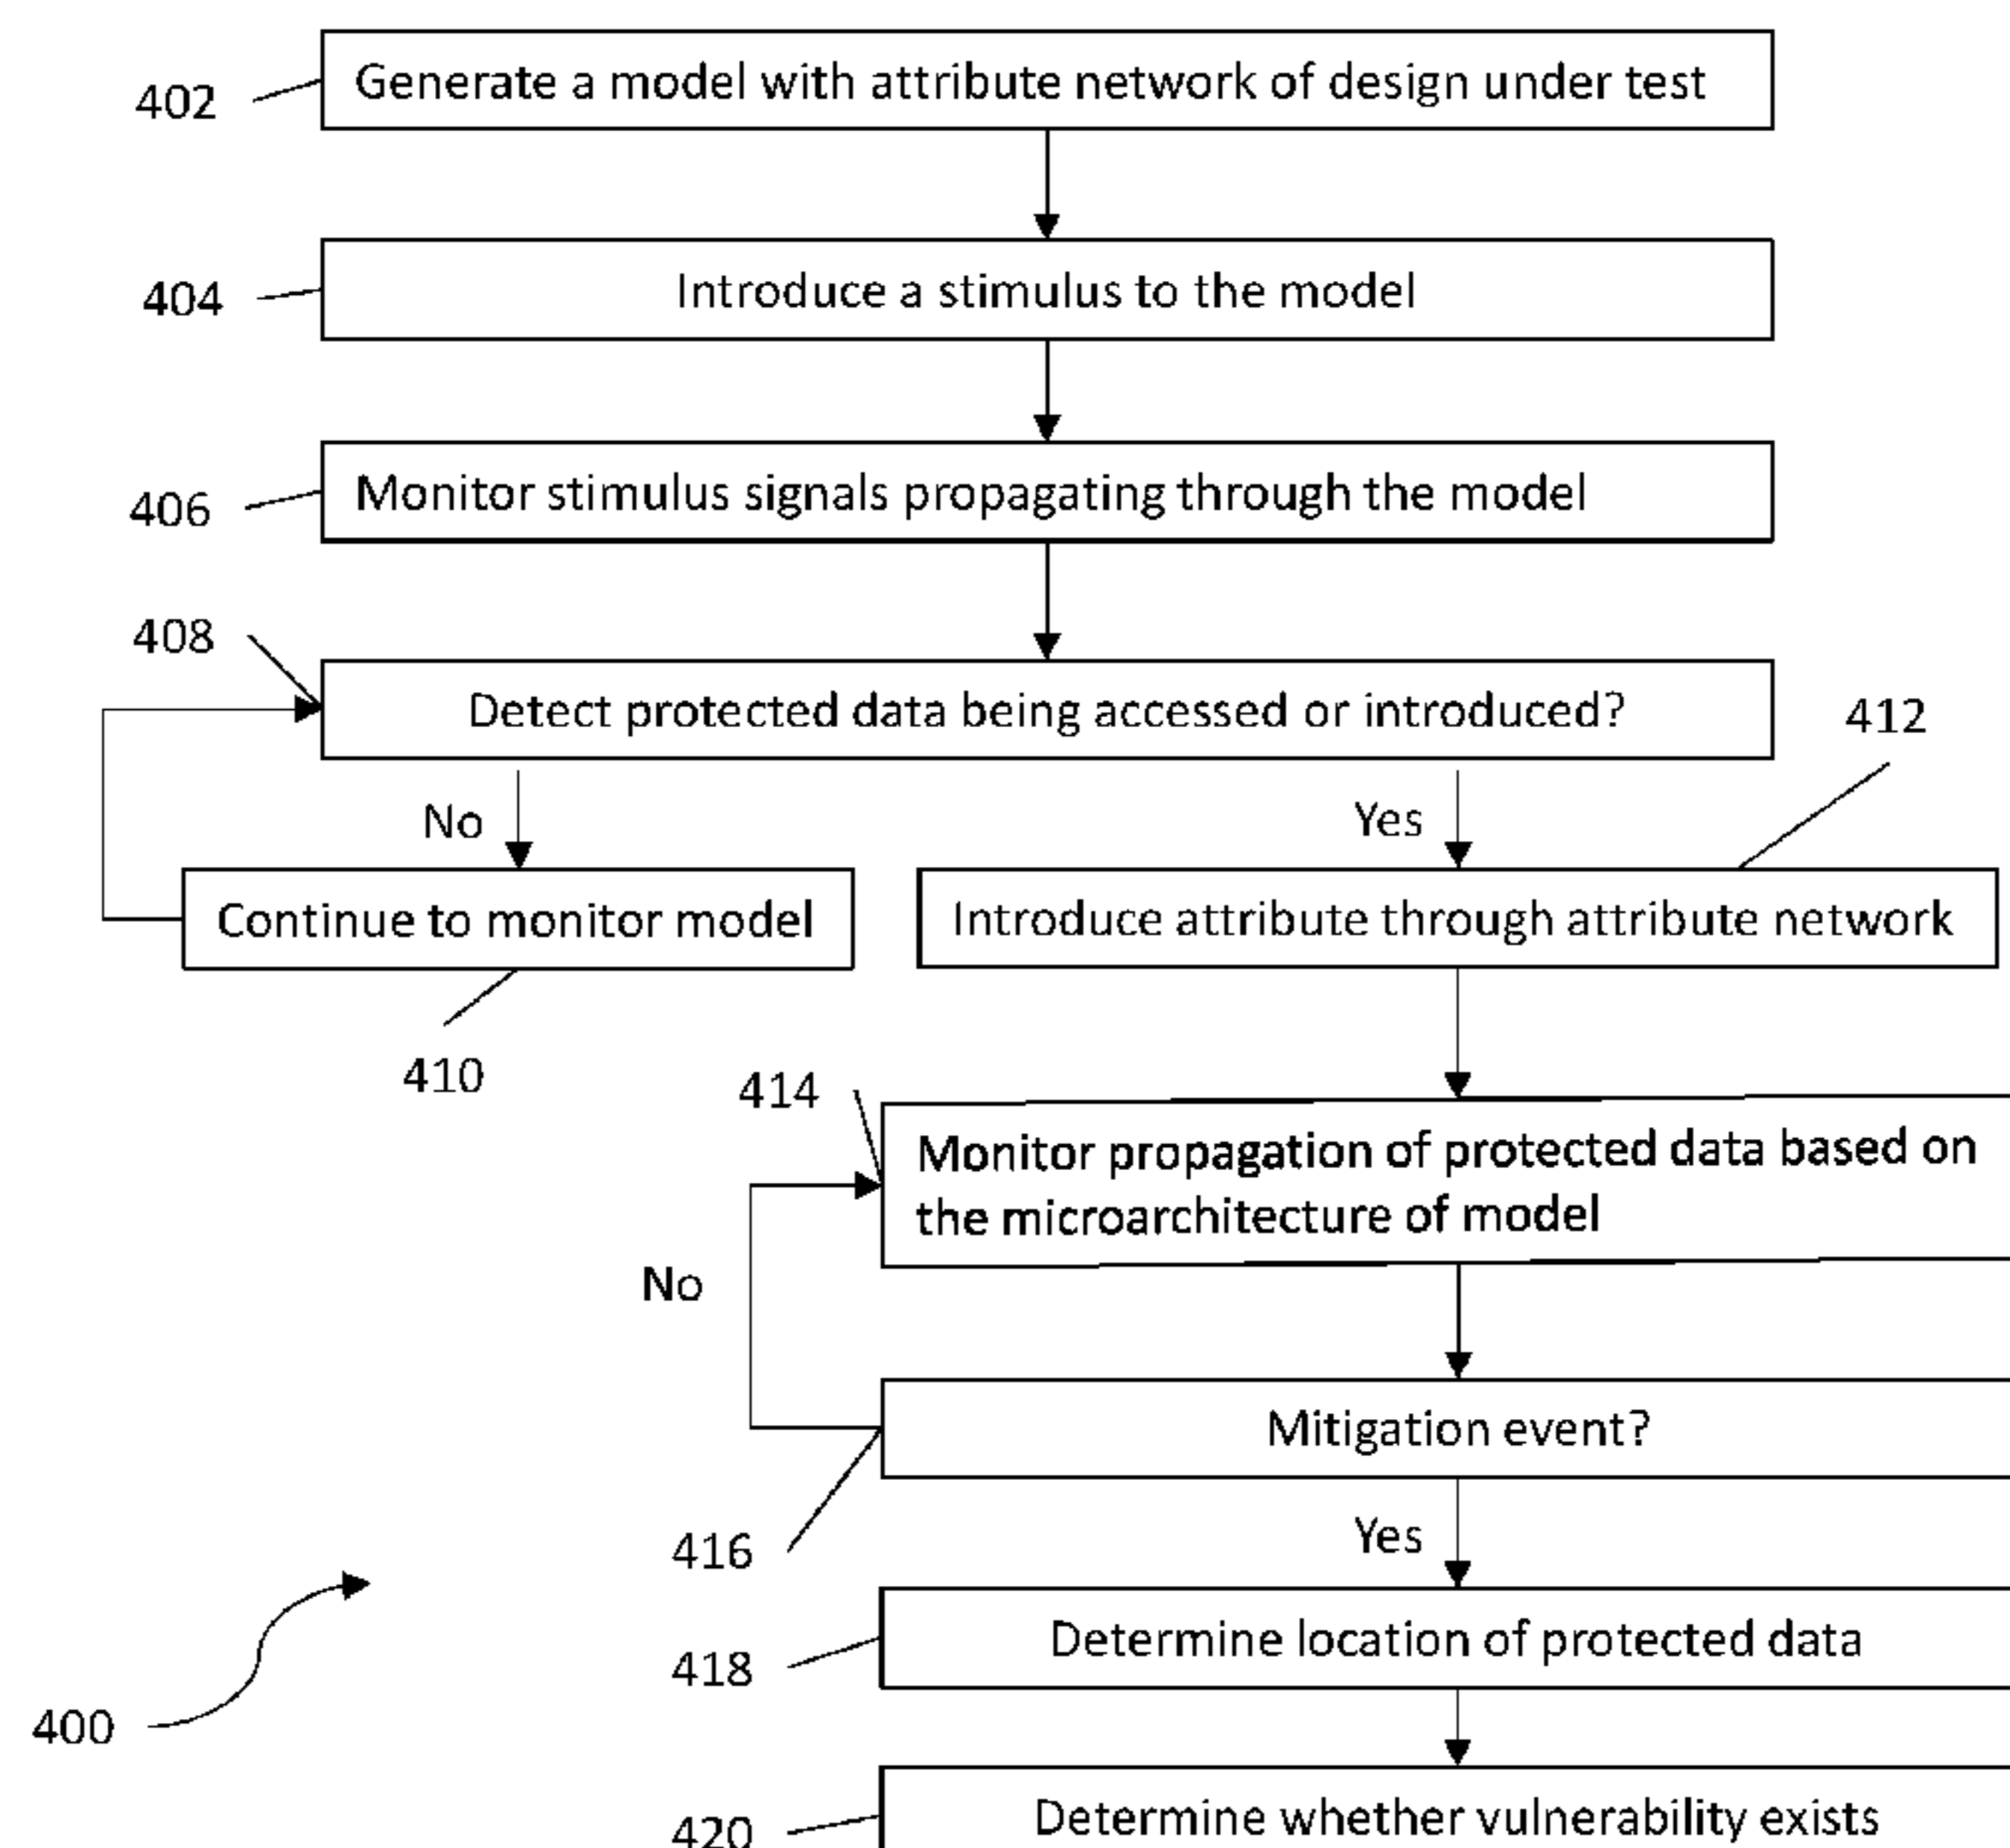 402
Generate a model with attribute network of design under test
404
Introduce a stimulus to the model
406
Monitor stimulus signals propagating through the model
408
Detect protected data being accessed or introduced?
412
No
Yes
Continue to monitor model
Introduce attribute through attribute network
410
414
Monitor propagation of protected data based on
the microarchitecture of model
No
Mitigation event?
416
Yes
Determine location of protected data
418
400
Determine whether vulnerability exists
420